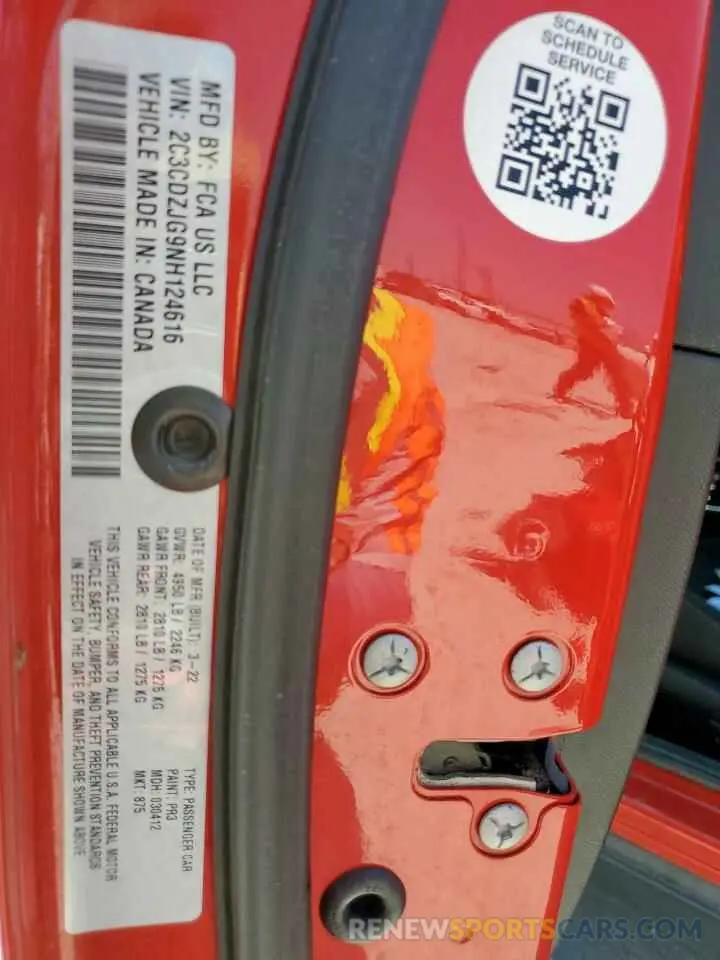 MFD BY: FCA US LLC
VIN: 2C3CDZJG9NH124616
VEHICLE MADE IN: CANADA
DATE OF MFR (BUILT): 3-22
GVWR: 4950 LB / 2246 KG
GAWR FRONT: 2810 LB / 1275 KG
GAWR REAR: 2810 LB / 1275 KG
THIS VEHICLE CONFORMS TO ALL APPLICABLE U.S.A. FEDERAL MOTOR
VEHICLE SAFETY, BUMPER, AND THEFT PREVENTION STANDARDS
IN EFFECT ON THE DATE OF MANUFACTURE SHOWN ABOVE
TYPE: PASSENGER CAR
PAINT: PR3
MDH: 030412
MKT: 875
SCAN TO
SCHEDULE
SERVICE
RENEWSPORTSCARS.COM